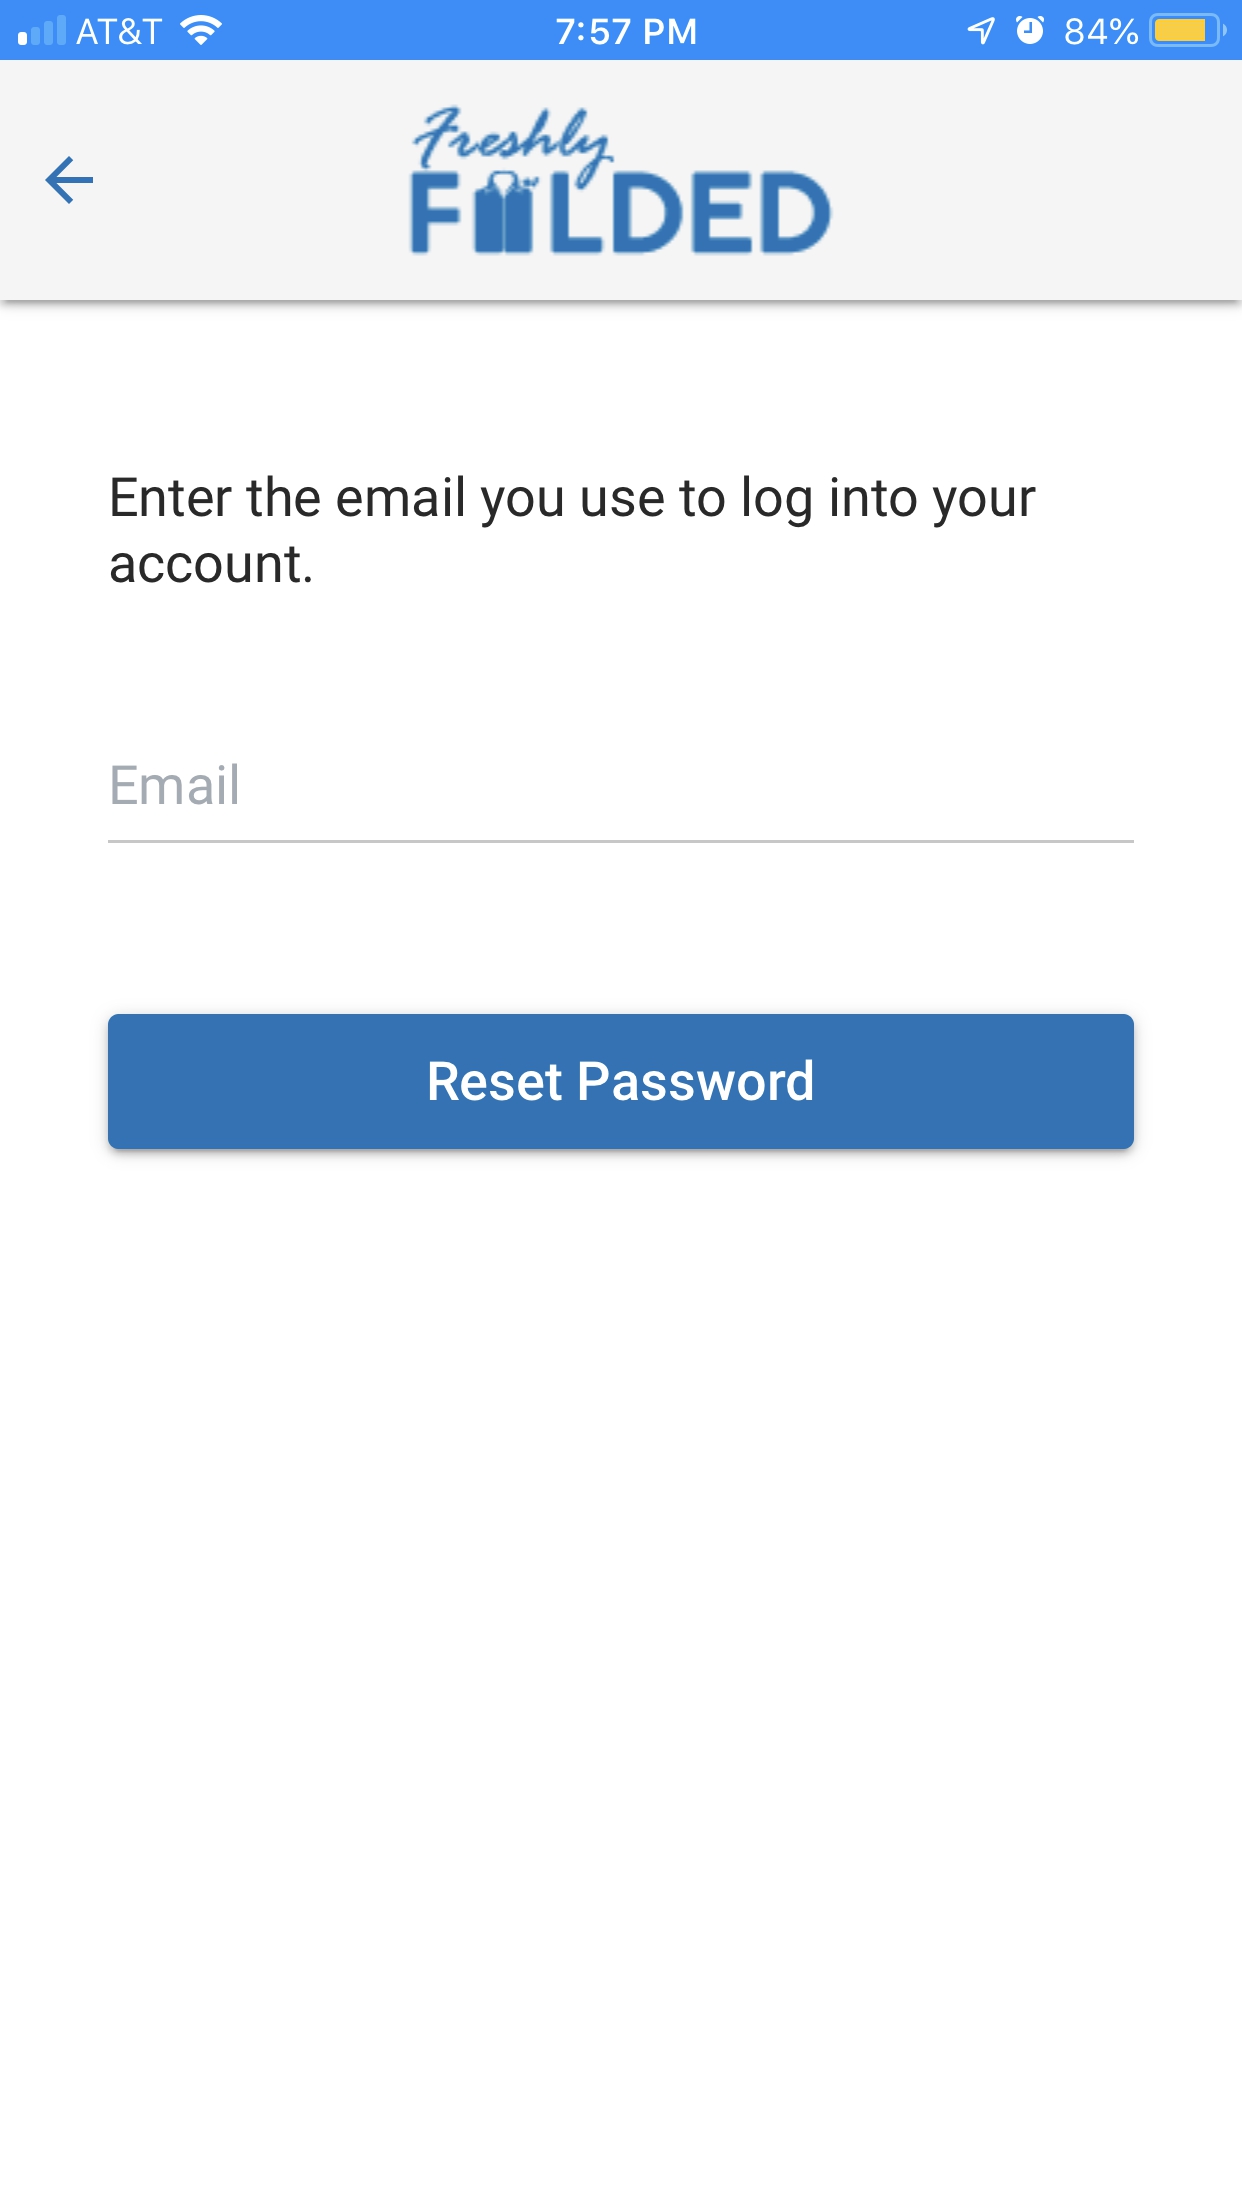 AT&T 7:57 PM 84%
Freshly
FOLDED
Enter the email you use to log into your
account.
Email
Reset Password